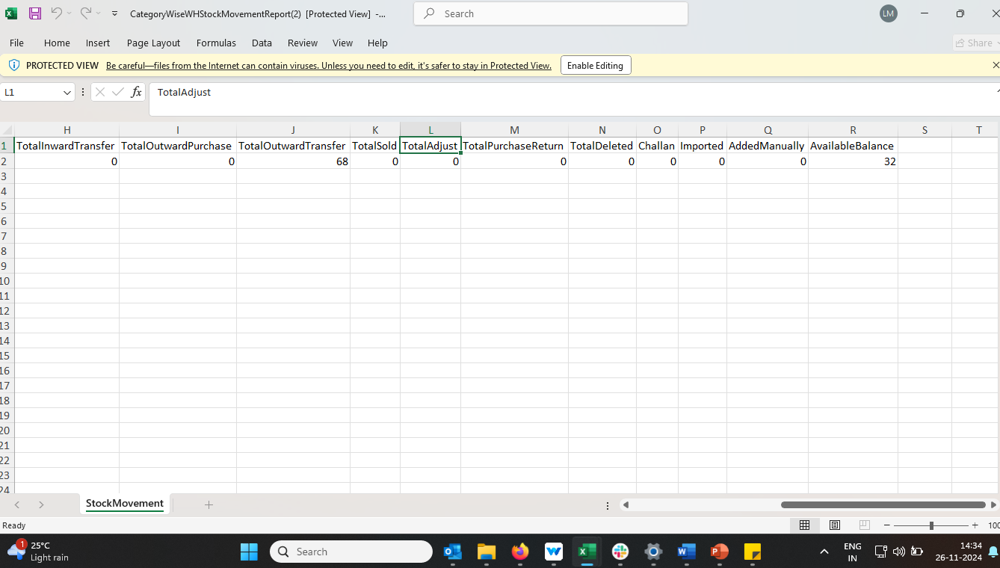 CategoryWiseWHStockMovementReport(2) [Protected View] -...
Search
LM
File Home Insert Page Layout Formulas Data Review View Help
Share
PROTECTED VIEW Be careful—files from the Internet can contain viruses. Unless you need to edit, it's safer to stay in Protected View. Enable Editing
L1 fx TotalAdjust
H I J K L M N O P Q R S T
1 TotalInwardTransfer TotalOutwardPurchase TotalOutwardTransfer TotalSold TotalAdjust TotalPurchaseReturn TotalDeleted Challan Imported AddedManually AvailableBalance
2 0 0 68 0 0 0 0 0 0 0 32
3
4
5
6
7
8
9
10
11
12
13
14
15
16
17
18
19
20
21
22
23
24
StockMovement
Ready
100
1
25°C
Light rain
Search
ENG
IN
14:34
26-11-2024